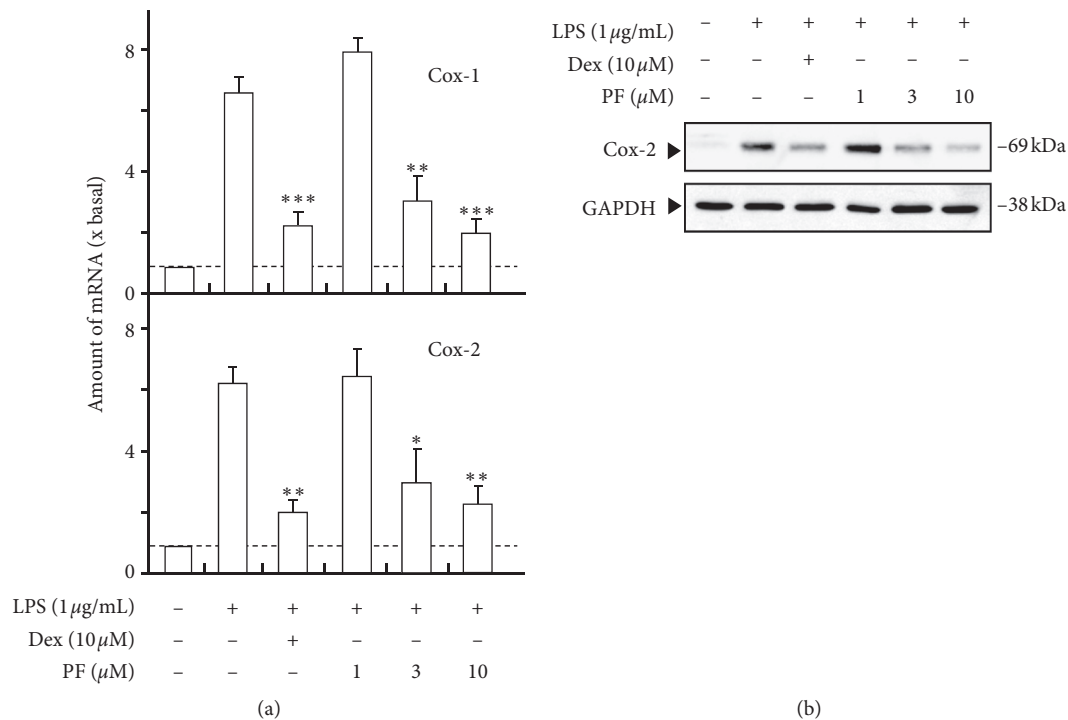 Amount of mRNA (x basal)
8
4
0
Cox-1
***
**
***
8
4
0
Cox-2
**
*
**
LPS (1 μg/mL) – + + + + +
Dex (10 μM) – – + – – –
PF (μM) – – – 1 3 10
(a)
LPS (1 μg/mL) – + + + + +
Dex (10 μM) – – + – – –
PF (μM) – – – 1 3 10
Cox-2 –69 kDa
GAPDH –38 kDa
(b)